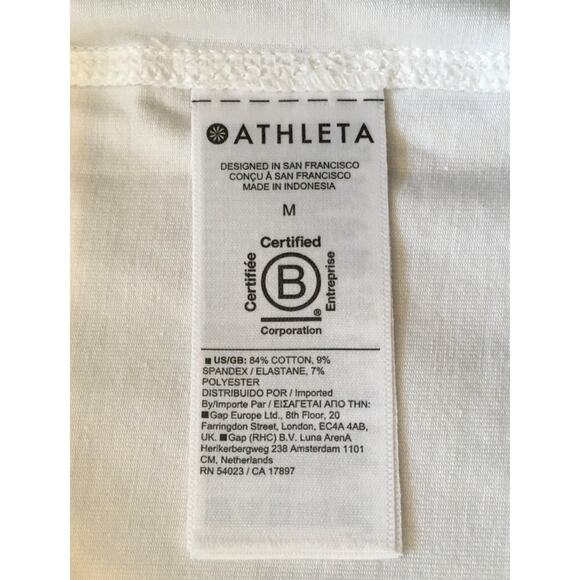 ATHLETA
DESIGNED IN SAN FRANCISCO
CONÇU À SAN FRANCISCO
MADE IN INDONESIA
M
Certified
Certifiée
B
Entreprise
®
Corporation
US/GB: 84% COTTON, 9%
SPANDEX / ELASTANE, 7%
POLYESTER
DISTRIBUIDO POR / Imported
By/Importe Par / ΕΙΣΑΓΕΤΑΙ ΑΠΟ ΤΗΝ:
Gap Europe Ltd., 8th Floor, 20
Farringdon Street, London, EC4A 4AB,
UK. Gap (RHC) B.V. Luna ArenA
Herikerbergweg 238 Amsterdam 1101
CM, Netherlands
RN 54023 / CA 17897